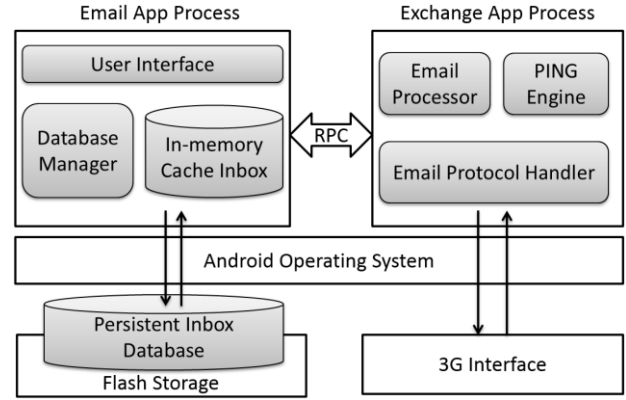 Email App Process
User Interface
Database
Manager
In-memory
Cache Inbox
RPC
Exchange App Process
Email
Processor
PING
Engine
Email Protocol Handler
Android Operating System
Persistent Inbox
Database
Flash Storage
3G Interface